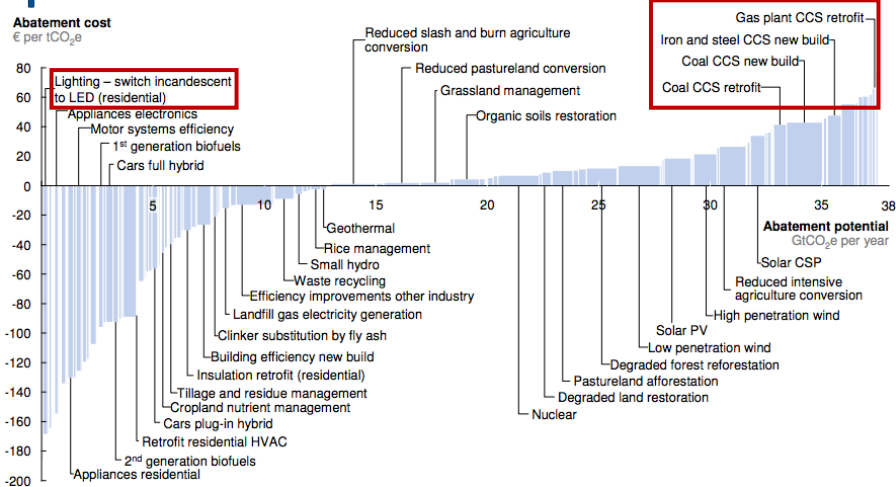 Abatement cost
€ per tCO₂e
80
60
40
20
0
-20
-40
-60
-80
-100
-120
-140
-160
-180
-200
Lighting – switch incandescent
to LED (residential)
Appliances electronics
Motor systems efficiency
1st generation biofuels
Cars full hybrid
Reduced slash and burn agriculture
conversion
Reduced pastureland conversion
Grassland management
Organic soils restoration
Gas plant CCS retrofit
Iron and steel CCS new build
Coal CCS new build
Coal CCS retrofit
5 10 15 20 25 30 35 38
Abatement potential
GtCO₂e per year
Geothermal
Rice management
Small hydro
Waste recycling
Efficiency improvements other industry
Landfill gas electricity generation
Clinker substitution by fly ash
Building efficiency new build
Insulation retrofit (residential)
Tillage and residue management
Cropland nutrient management
Cars plug-in hybrid
Retrofit residential HVAC
2nd generation biofuels
Appliances residential
Solar CSP
Reduced intensive
agriculture conversion
High penetration wind
Solar PV
Low penetration wind
Degraded forest reforestation
Pastureland afforestation
Degraded land restoration
Nuclear